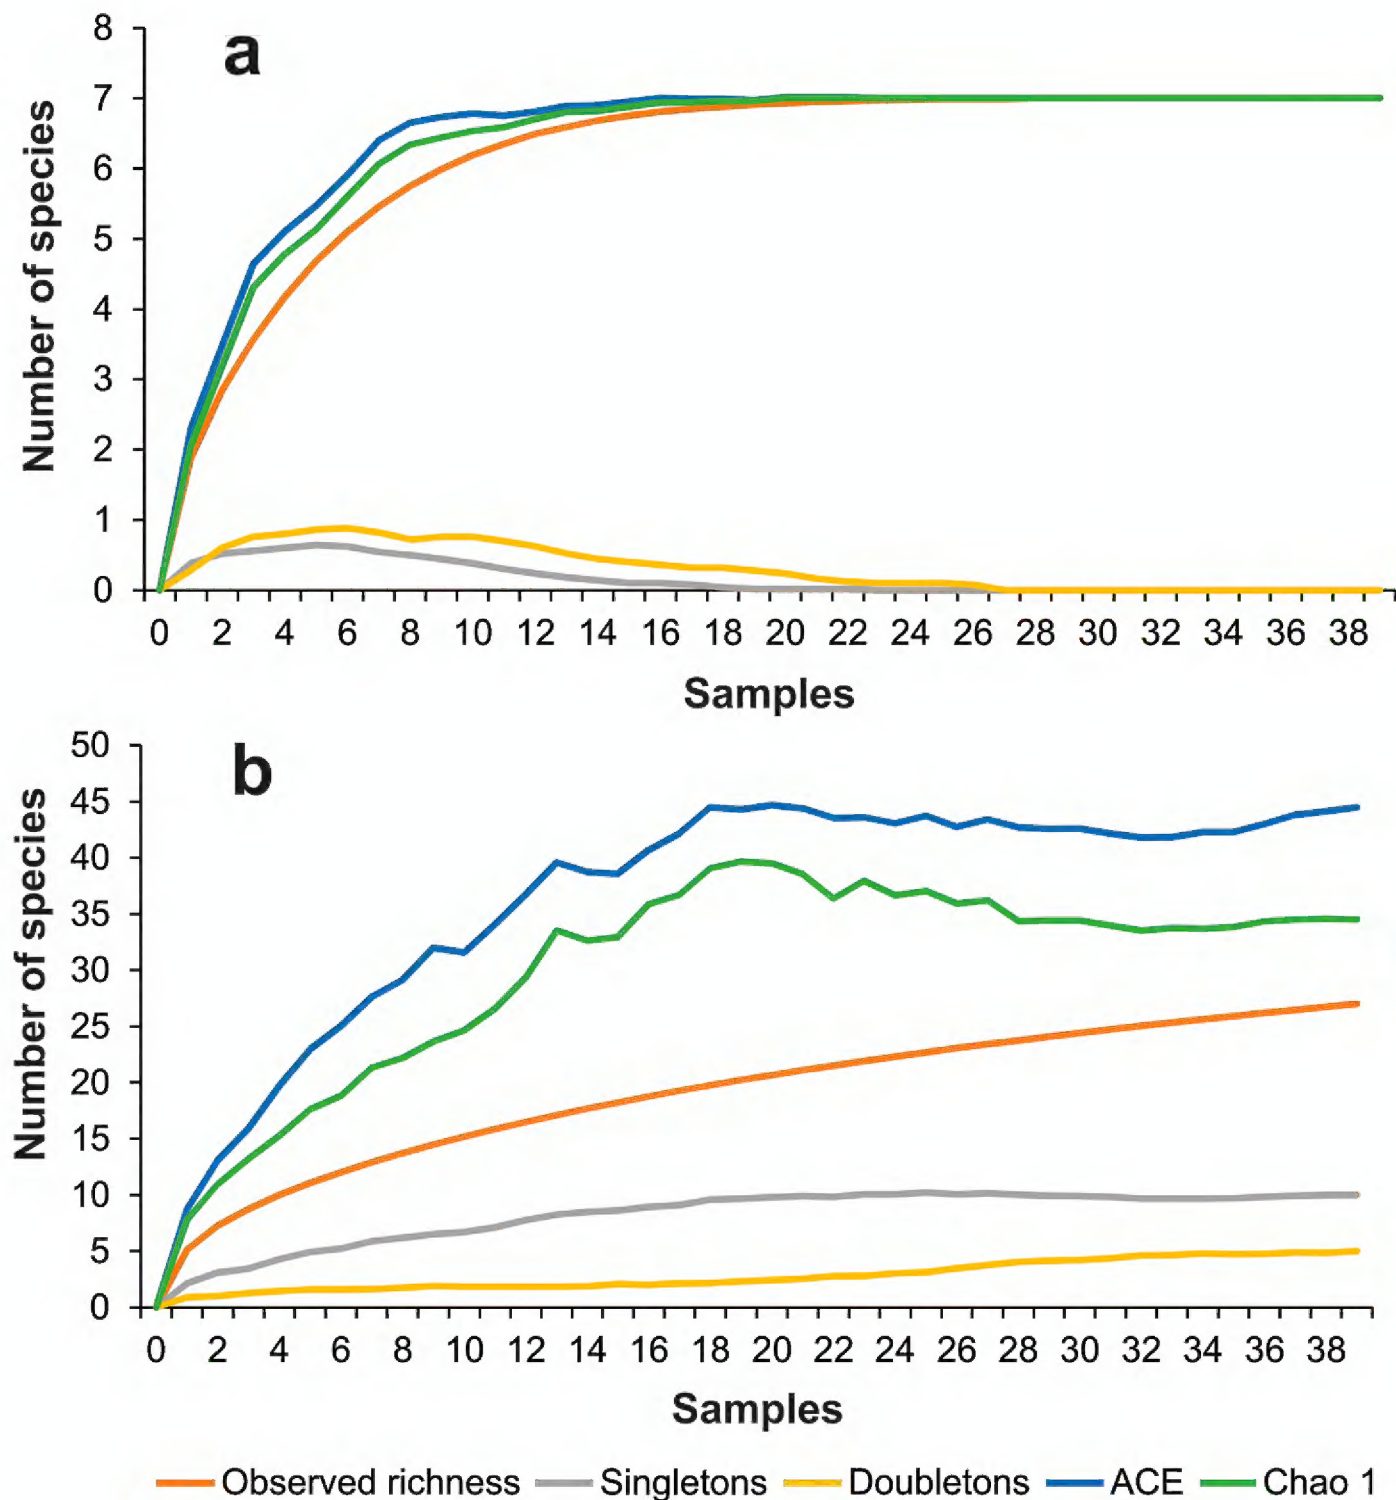 a
Number of species
8
7
6
5
4
3
2
1
0
0 2 4 6 8 10 12 14 16 18 20 22 24 26 28 30 32 34 36 38
Samples
b
Number of species
50
45
40
35
30
25
20
15
10
5
0
0 2 4 6 8 10 12 14 16 18 20 22 24 26 28 30 32 34 36 38
Samples
Observed richness Singletons Doubletons ACE Chao 1